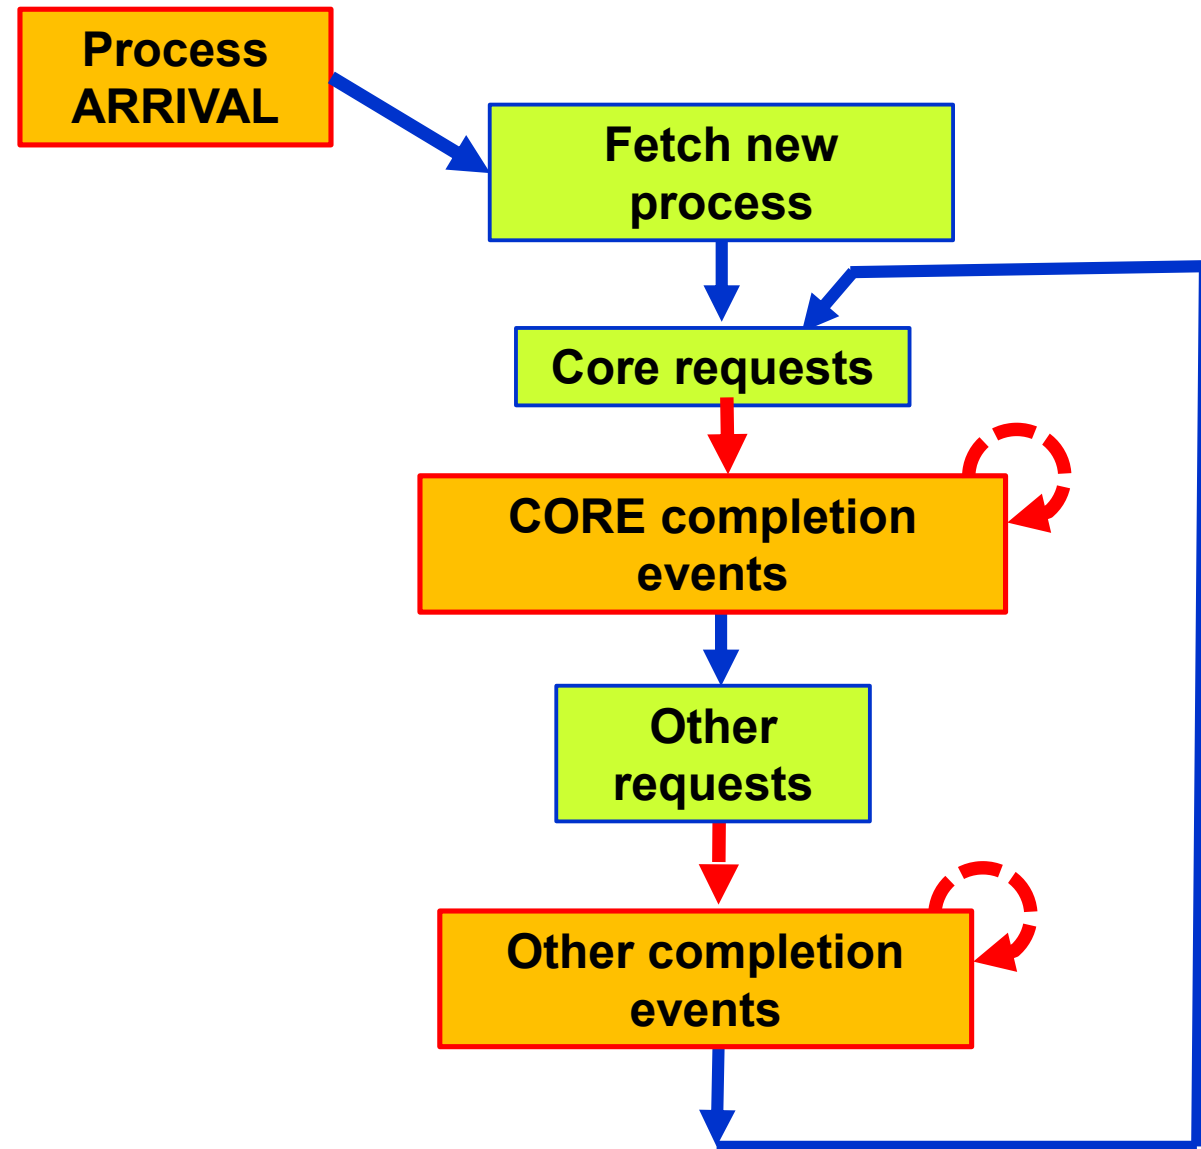 Process
ARRIVAL
Fetch new
process
Core requests
CORE completion
events
Other
requests
Other completion
events